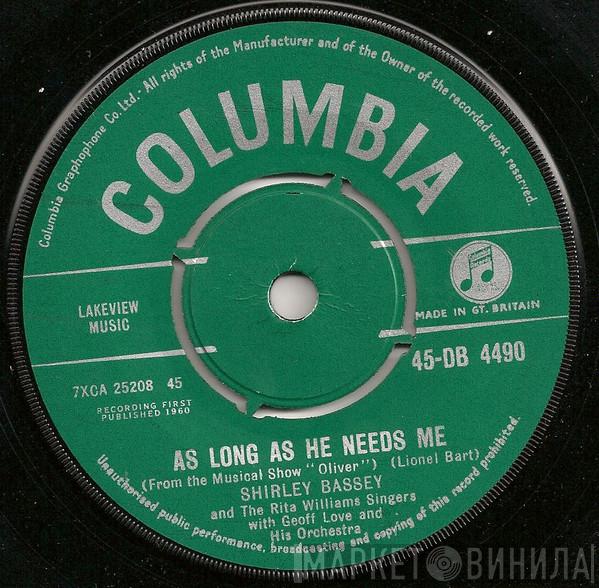 Columbia Graphophone Co. Ltd.· All rights of the Manufacturer and of the Owner of the recorded work reserved.
COLUMBIA
LAKEVIEW
MUSIC
MADE IN GT. BRITAIN
45-DB 4490
7XCA 25208 45
RECORDING FIRST
PUBLISHED 1960
AS LONG AS HE NEEDS ME
(From the Musical Show "Oliver") (Lionel Bart)
SHIRLEY BASSEY
and The Rita Williams Singers
with Geoff Love and
His Orchestra
Unauthorised public performance, broadcasting and copying of this record prohibited.
МАРКЕТ ВИНИЛА